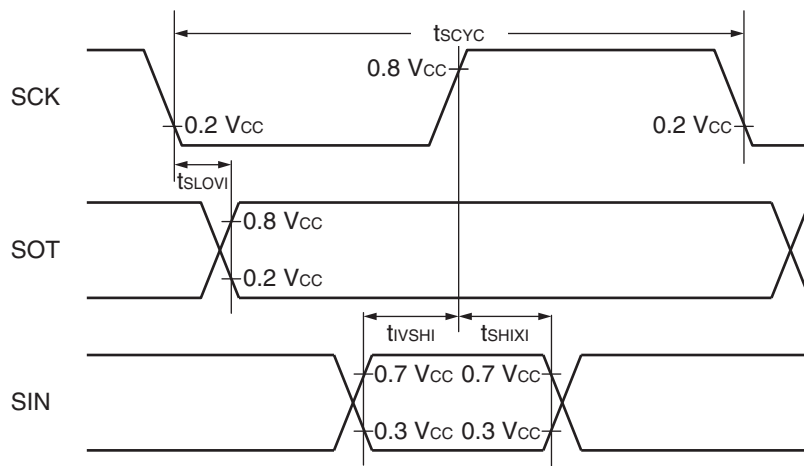 tSCYC
SCK
0.8 VCC
0.2 VCC
0.2 VCC
tSLOVI
SOT
0.8 VCC
0.2 VCC
tIVSHI
tSHIXI
SIN
0.7 VCC
0.7 VCC
0.3 VCC
0.3 VCC